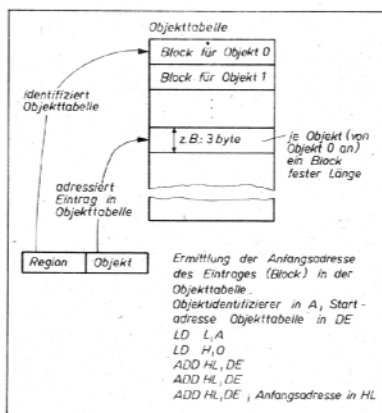 Objekttabelle
Block für Objekt 0
Block für Objekt 1
identifiziert
Objekttabelle
z.B.: 3 byte
je Objekt (von
Objekt 0 an)
ein Block
fester Länge
adressiert
Eintrag in
Objekttabelle
Region
Objekt
Ermittlung der Anfangsadresse
des Eintrages (Block) in der
Objekttabelle.
Objektidentifizierer in A, Start-
adresse Objekttabelle in DE
LD L,A
LD H,0
ADD HL,DE
ADD HL,DE
ADD HL,DE ; Anfangsadresse in HL